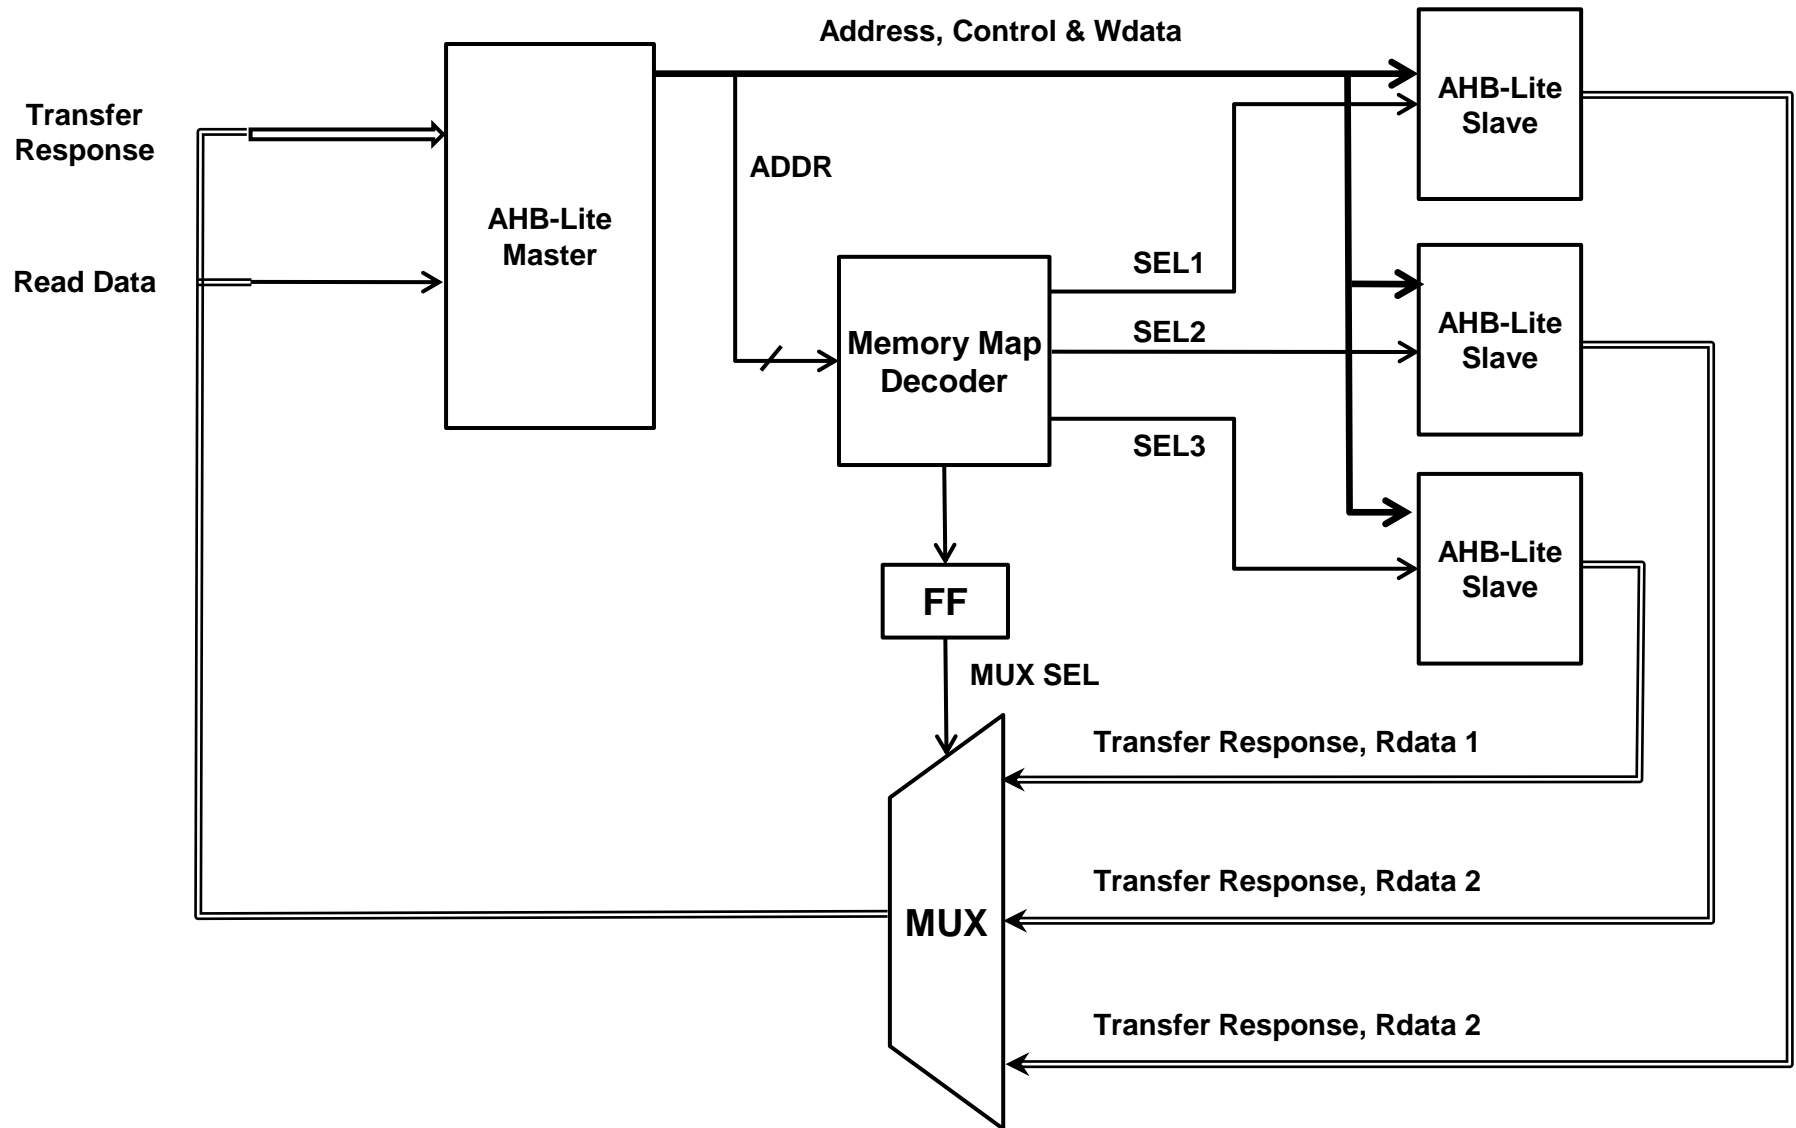 Address, Control & Wdata
AHB-Lite
Slave
Transfer
Response
ADDR
AHB-Lite
Master
Read Data
SEL1
SEL2
SEL3
Memory Map
Decoder
AHB-Lite
Slave
AHB-Lite
Slave
FF
MUX SEL
Transfer Response, Rdata 1
Transfer Response, Rdata 2
MUX
Transfer Response, Rdata 2